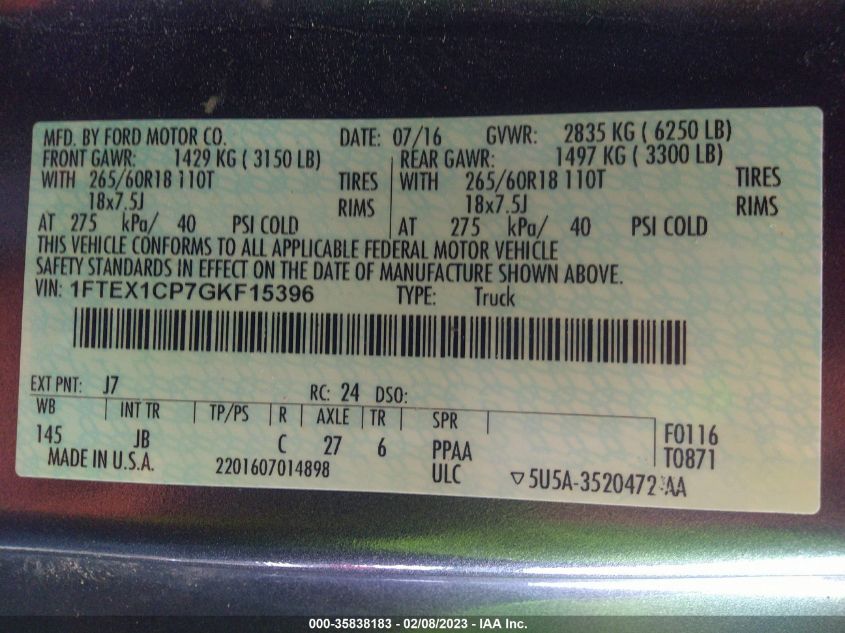 MFD. BY FORD MOTOR CO. DATE: 07/16 GVWR: 2835 KG ( 6250 LB)
FRONT GAWR: 1429 KG ( 3150 LB) REAR GAWR: 1497 KG ( 3300 LB)
WITH 265/60R18 110T TIRES WITH 265/60R18 110T TIRES
18x7.5J RIMS 18x7.5J RIMS
AT 275 kPa/ 40 PSI COLD AT 275 kPa/ 40 PSI COLD
THIS VEHICLE CONFORMS TO ALL APPLICABLE FEDERAL MOTOR VEHICLE
SAFETY STANDARDS IN EFFECT ON THE DATE OF MANUFACTURE SHOWN ABOVE.
VIN: 1FTEX1CP7GKF15396 TYPE: Truck
EXT PNT: J7 RC: 24 DSO:
WB INT TR TP/PS R AXLE TR SPR
145 JB C 27 6 PPAA F0116
MADE IN U.S.A. 2201607014898 ULC T0871
5U5A-3520472 AA
000-35838183 - 02/08/2023 - IAA Inc.